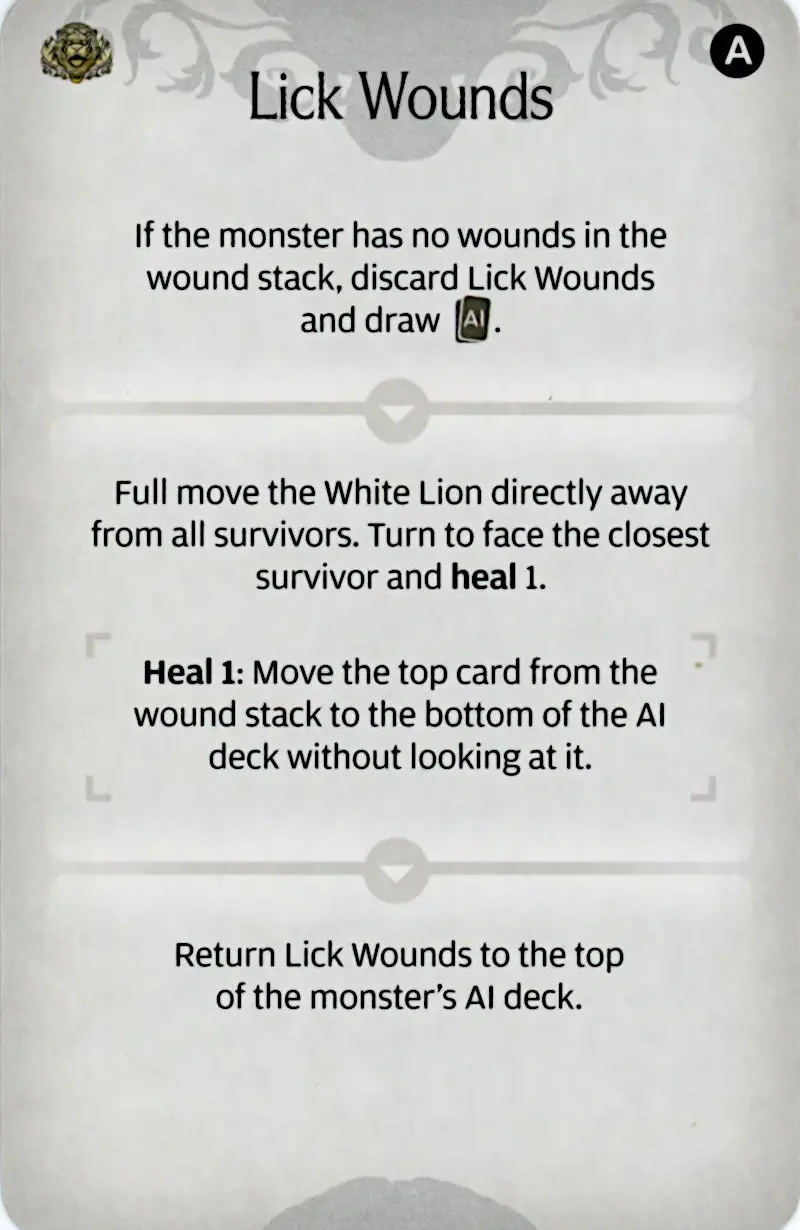 A
Lick Wounds
If the monster has no wounds in the
wound stack, discard Lick Wounds
and draw AI.
Full move the White Lion directly away
from all survivors. Turn to face the closest
survivor and heal 1.
Heal 1: Move the top card from the
wound stack to the bottom of the AI
deck without looking at it.
Return Lick Wounds to the top
of the monster’s AI deck.